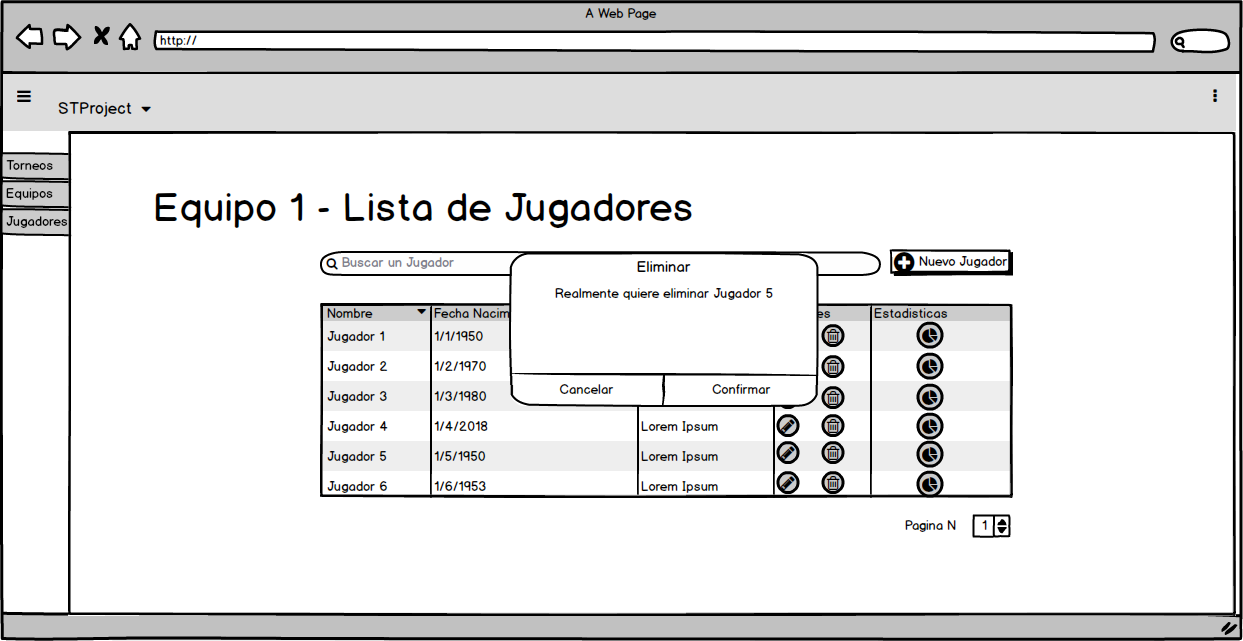 A Web Page
http://
STProject
Torneos
Equipos
Jugadores
Equipo 1 - Lista de Jugadores
Buscar un Jugador
Nuevo Jugador
Eliminar
Realmente quiere eliminar Jugador 5
Cancelar Confirmar
Nombre Fecha Nacim es Estadisticas
Jugador 1 1/1/1950
Jugador 2 1/2/1970
Jugador 3 1/3/1980
Jugador 4 1/4/2018 Lorem Ipsum
Jugador 5 1/5/1950 Lorem Ipsum
Jugador 6 1/6/1953 Lorem Ipsum
Pagina N 1